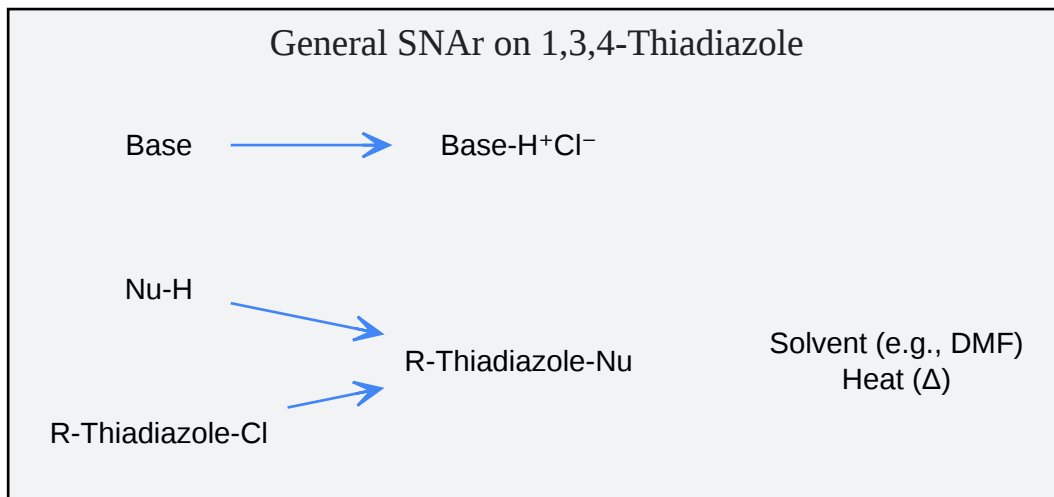 General SNAr on 1,3,4-Thiadiazole
Base
Base-H⁺Cl⁻
Nu-H
R-Thiadiazole-Nu
Solvent (e.g., DMF)
Heat (Δ)
R-Thiadiazole-Cl